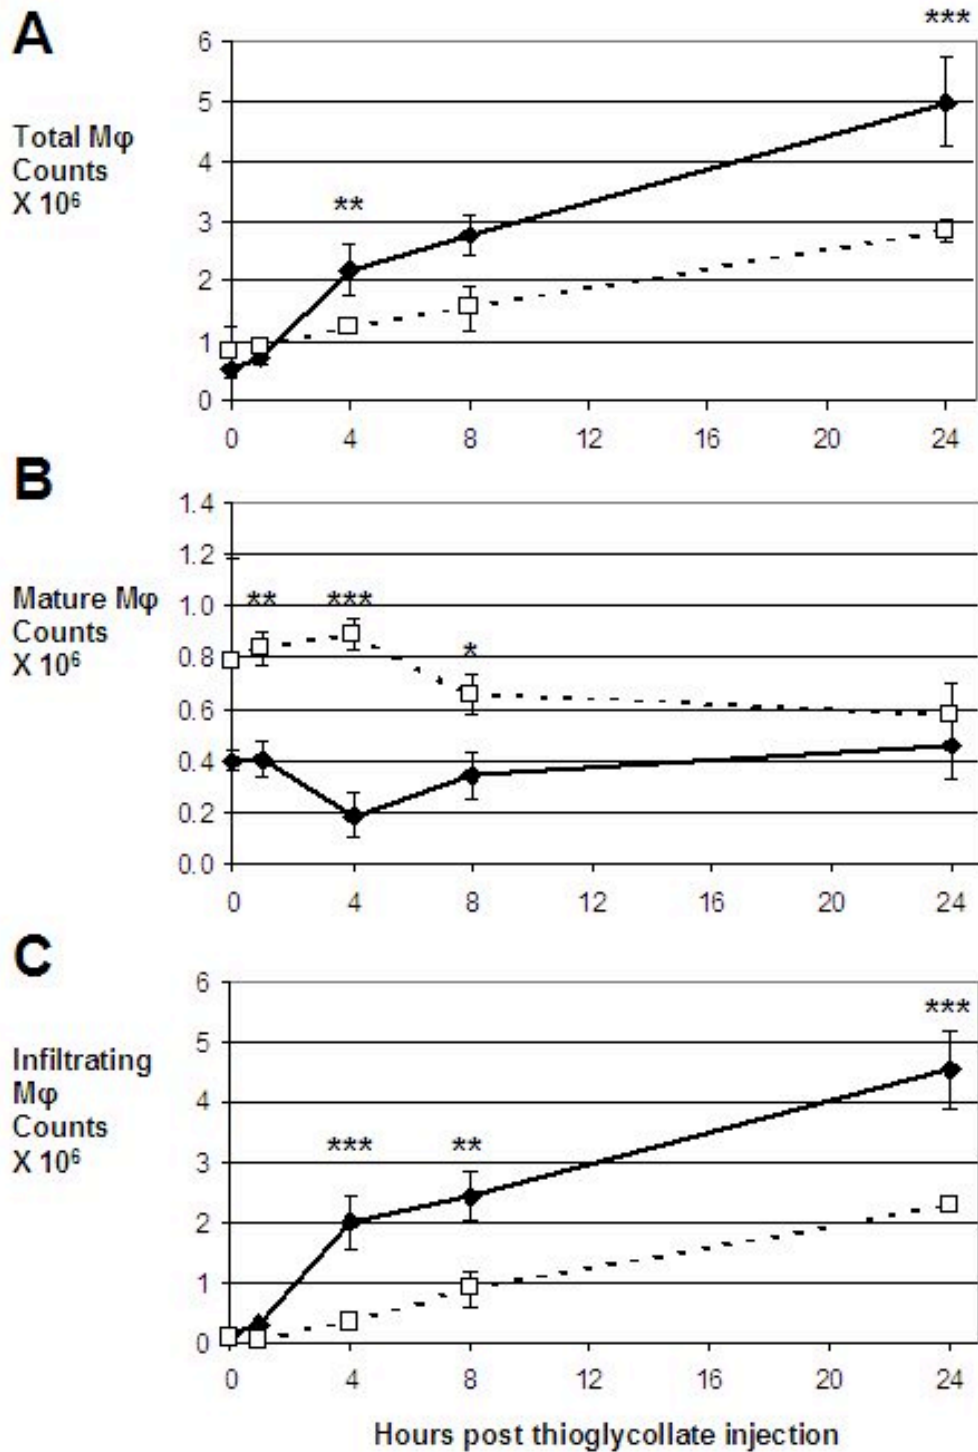 A
***
6
5
Total Mφ
Counts
X 10⁶
4
**
3
2
1
0
0 4 8 12 16 20 24
B
1.4
1.2
Mature Mφ
Counts
X 10⁶
** ***
1.0
*
0.8
0.6
0.4
0.2
0.0
0 4 8 12 16 20 24
C
6
***
Infiltrating
Mφ
Counts
X 10⁶
5
4
*** **
3
2
1
0
0 4 8 12 16 20 24
Hours post thioglycollate injection